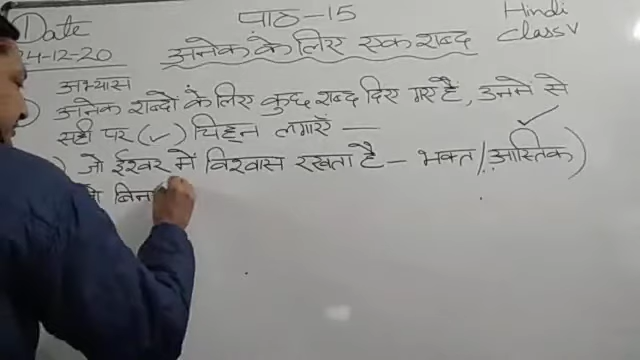 Date
पाठ-15
Hindi
Class V
4-12-20
अनेक के लिए एक शब्द
अभ्यास
अनेक शब्दों के लिए कुछ शब्द दिए गए हैं, उनमे से
सही पर (✓) चिह्न लगाएँ —
) जो ईश्वर में विश्वास रखता है — भक्त/आस्तिक)
बिना